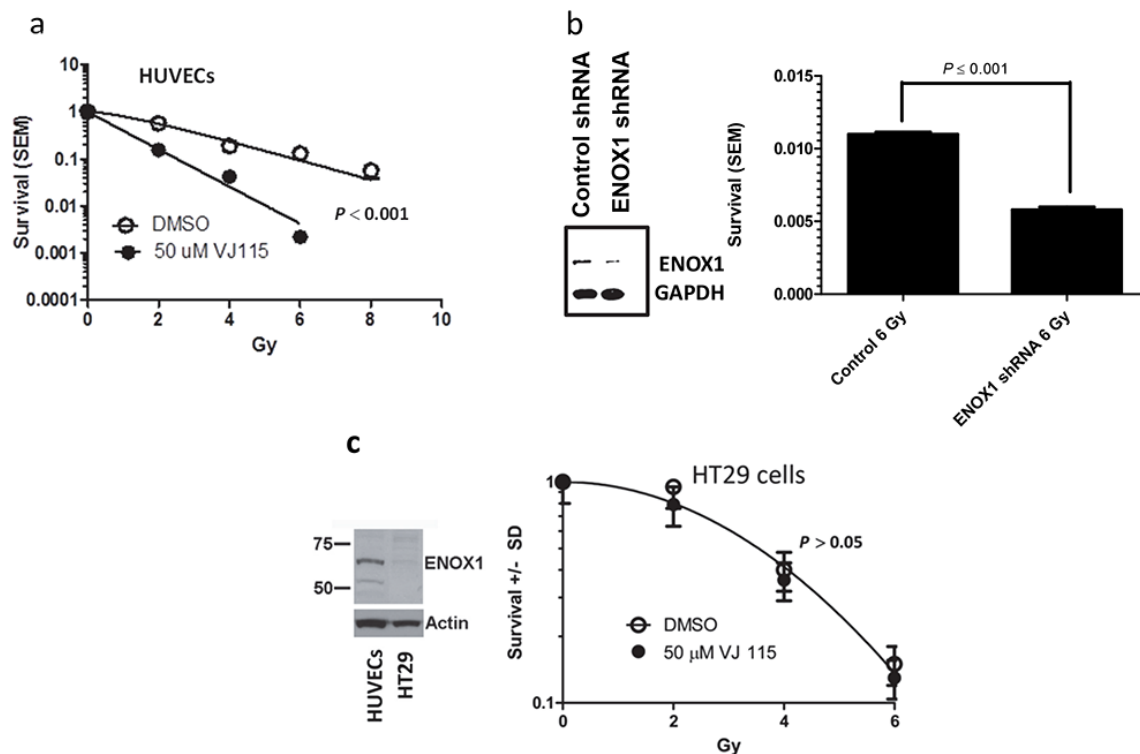 a
HUVECs
10
1
0.1
0.01
0.001
0.0001
Survival (SEM)
P < 0.001
DMSO
50 uM VJ115
0 2 4 6 8 10
Gy
b
Control shRNA
ENOX1 shRNA
ENOX1
GAPDH
P ≤ 0.001
0.015
0.010
0.005
0.000
Survival (SEM)
Control 6 Gy
ENOX1 shRNA 6 Gy
c
75
50
ENOX1
Actin
HUVECs
HT29
HT29 cells
1
0.1
Survival +/- SD
P > 0.05
DMSO
50 μM VJ 115
0 2 4 6
Gy